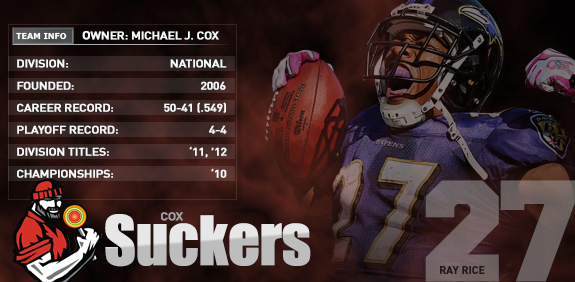 TEAM INFO OWNER: MICHAEL J. COX
DIVISION: NATIONAL
FOUNDED: 2006
CAREER RECORD: 50-41 (.549)
PLAYOFF RECORD: 4-4
DIVISION TITLES: '11, '12
CHAMPIONSHIPS: '10
COX
Suckers
RAVENS
27
27
RAY RICE